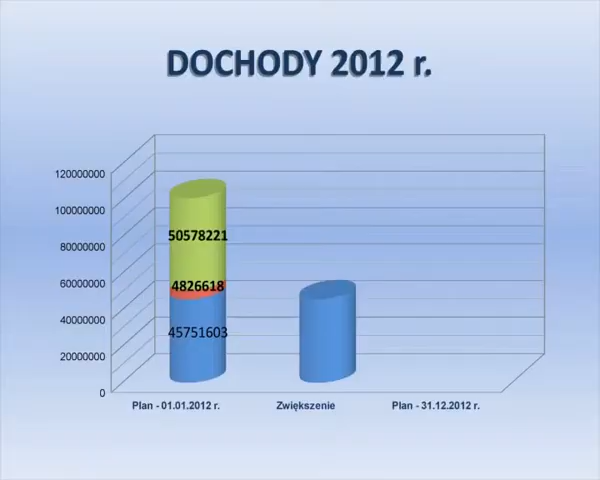 DOCHODY 2012 r.
120000000
100000000
80000000
60000000
40000000
20000000
0
50578221
4826618
45751603
Plan - 01.01.2012 r.
Zwiększenie
Plan - 31.12.2012 r.